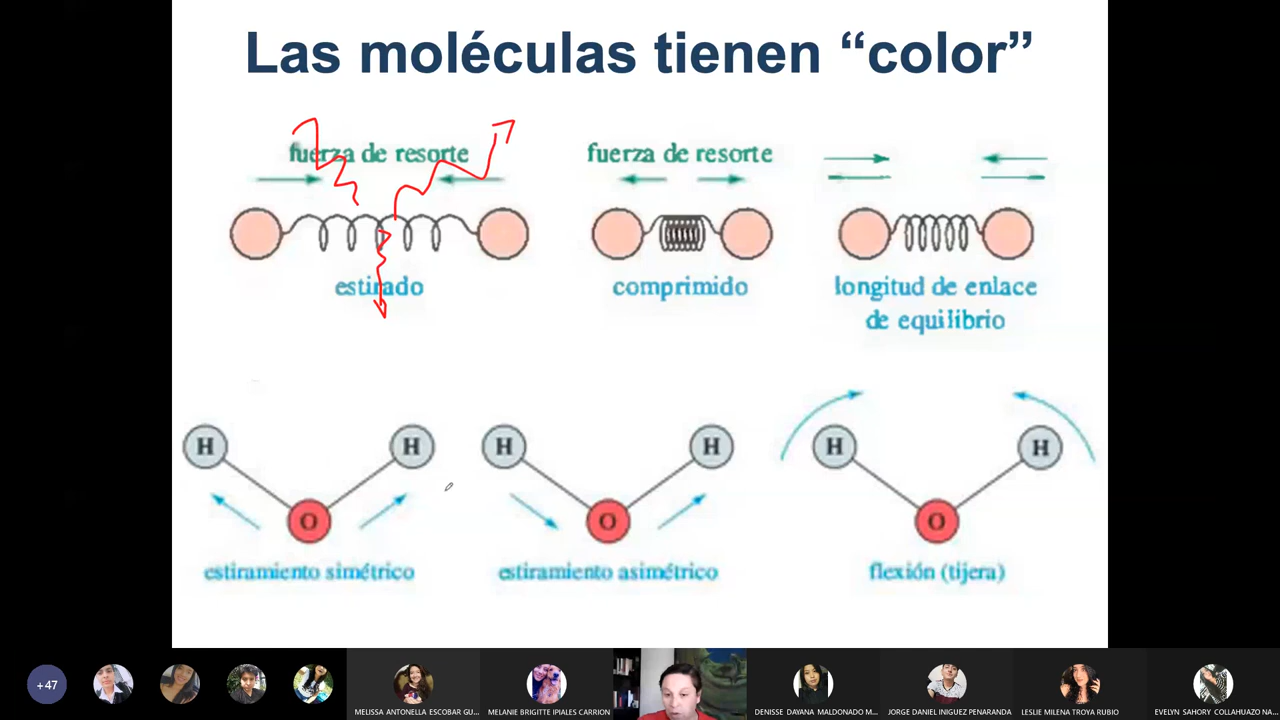 Las moléculas tienen “color”
fuerza de resorte
fuerza de resorte
estirado
comprimido
longitud de enlace
de equilibrio
H
H
H
H
H
H
O
O
O
estiramiento simétrico
estiramiento asimétrico
flexión (tijera)
+47
MELISSA ANTONELLA ESCOBAR GU...
MELANIE BRIGITTE IPIALES CARRION
DENISSE DAYANA MALDONADO M...
JORGE DANIEL INIGUEZ PENARANDA
LESLIE MILENA TROYA RUBIO
EVELYN SAHORY COLLAHUAZO NA...